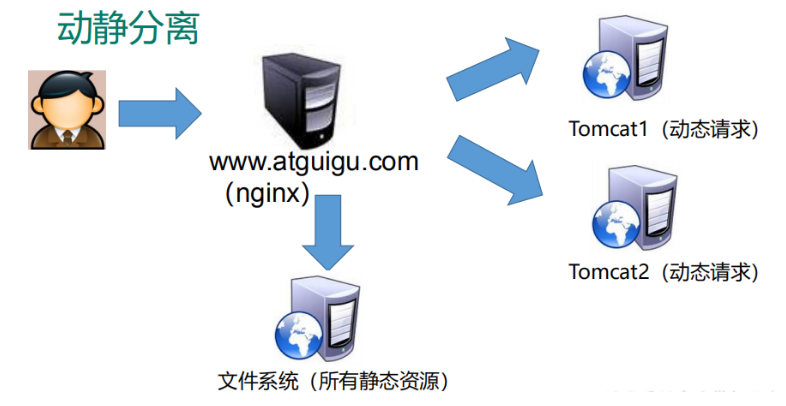 动静分离
Tomcat1（动态请求）
www.atguigu.com
（nginx）
Tomcat2（动态请求）
文件系统（所有静态资源）